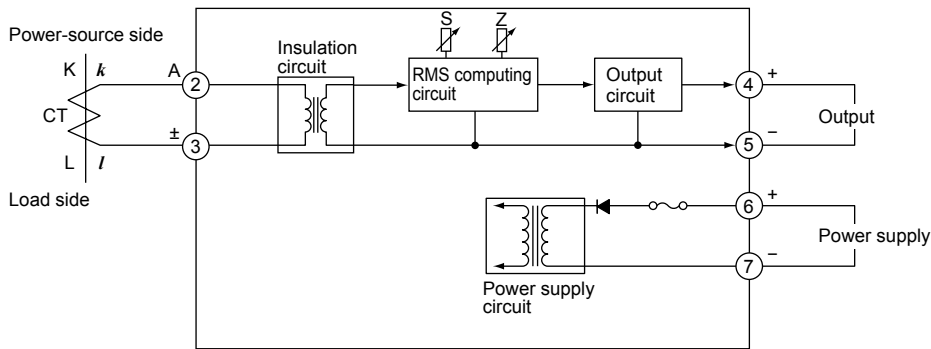 S
Z
Power-source side
Insulation
circuit
K
k
A
2
RMS computing
circuit
Output
circuit
4
+
CT
Output
±
3
5
−
L
l
Load side
6
+
Power supply
7
−
Power supply
circuit